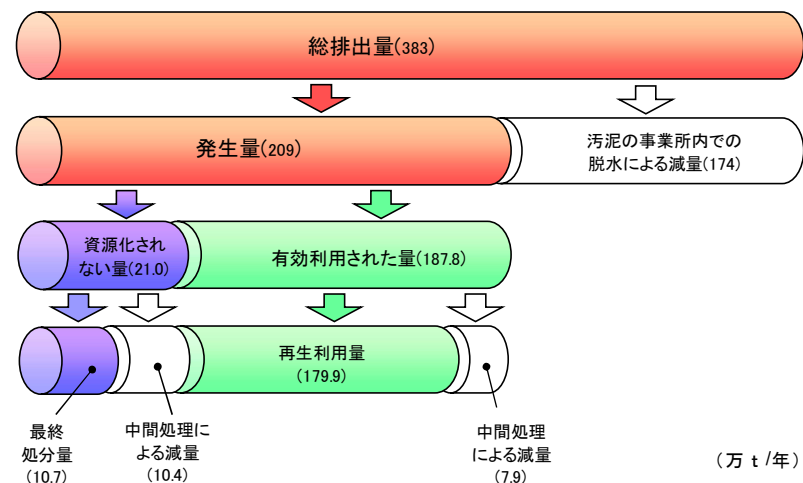 総排出量(383)
発生量(209)
汚泥の事業所内での
脱水による減量(174)
資源化され
ない量(21.0)
有効利用された量(187.8)
再生利用量
(179.9)
最終
処分量
(10.7)
中間処理に
よる減量
(10.4)
中間処理
による減量
(7.9)
(万 t /年)